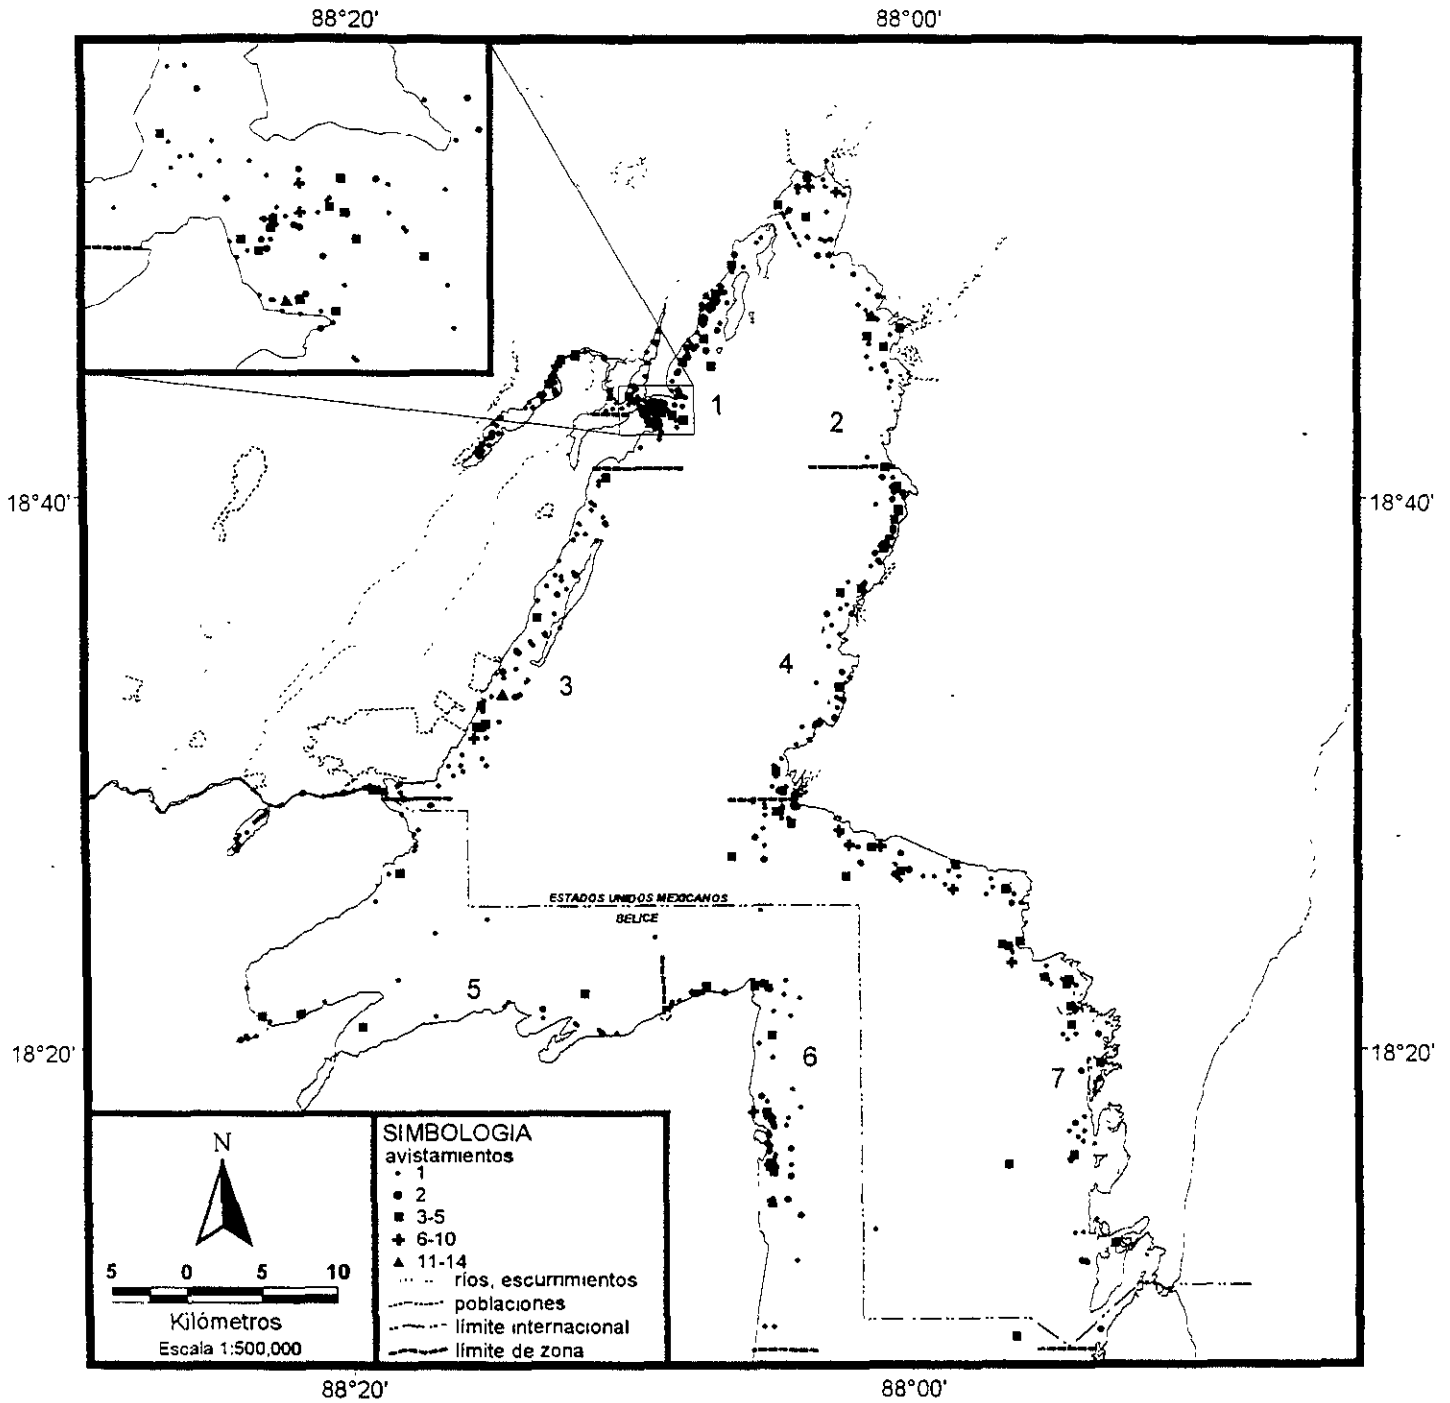 88°20' 88°00'
1
2
18°40' 18°40'
4
3
ESTADOS UNIDOS MEXICANOS
BELICE
5
18°20' 6 18°20'
7
N
5 0 5 10
Kilómetros
Escala 1:500,000
SIMBOLOGIA
avistamientos
1
2
3-5
6-10
11-14
ríos, escurrimientos
poblaciones
límite internacional
límite de zona
88°20' 88°00'